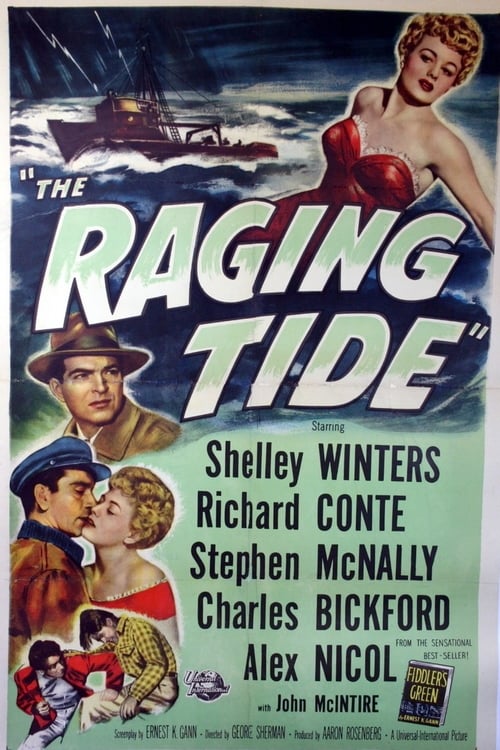 "THE
RAGING
TIDE"
Starring
Shelley WINTERS
Richard CONTE
Stephen McNALLY
Charles BICKFORD
Alex NICOL
FROM THE SENSATIONAL
BEST-SELLER!
FIDDLER'S
GREEN
by ERNEST K. GANN
with John McINTIRE
Universal
International
Screenplay by ERNEST K. GANN · Directed by GEORGE SHERMAN · Produced by AARON ROSENBERG · A Universal-International Picture